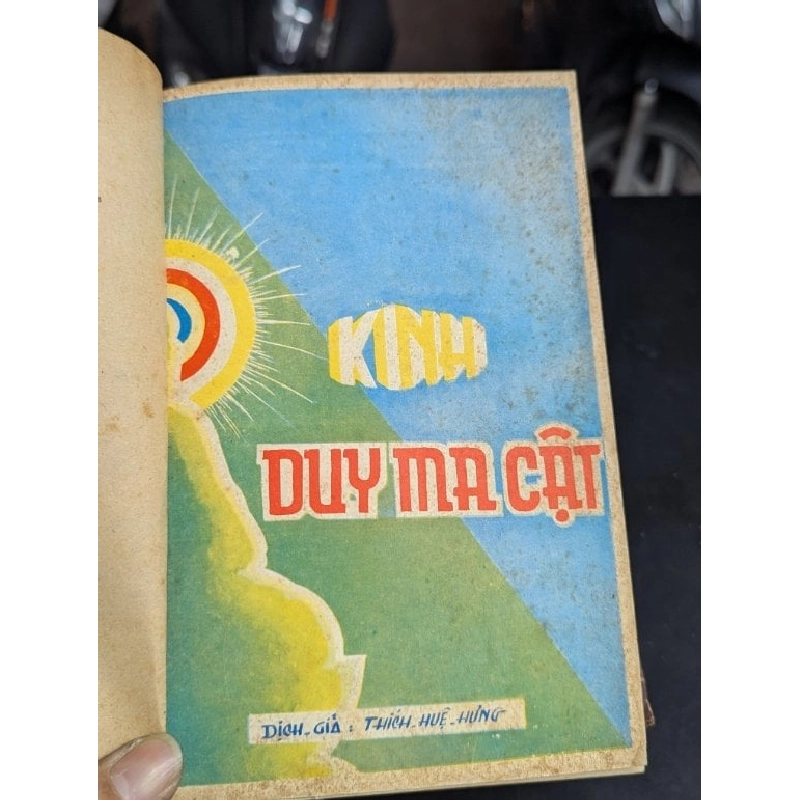 KINH
DUY MA CẬT
DỊCH-GIẢ : THÍCH-HUỆ-HƯNG